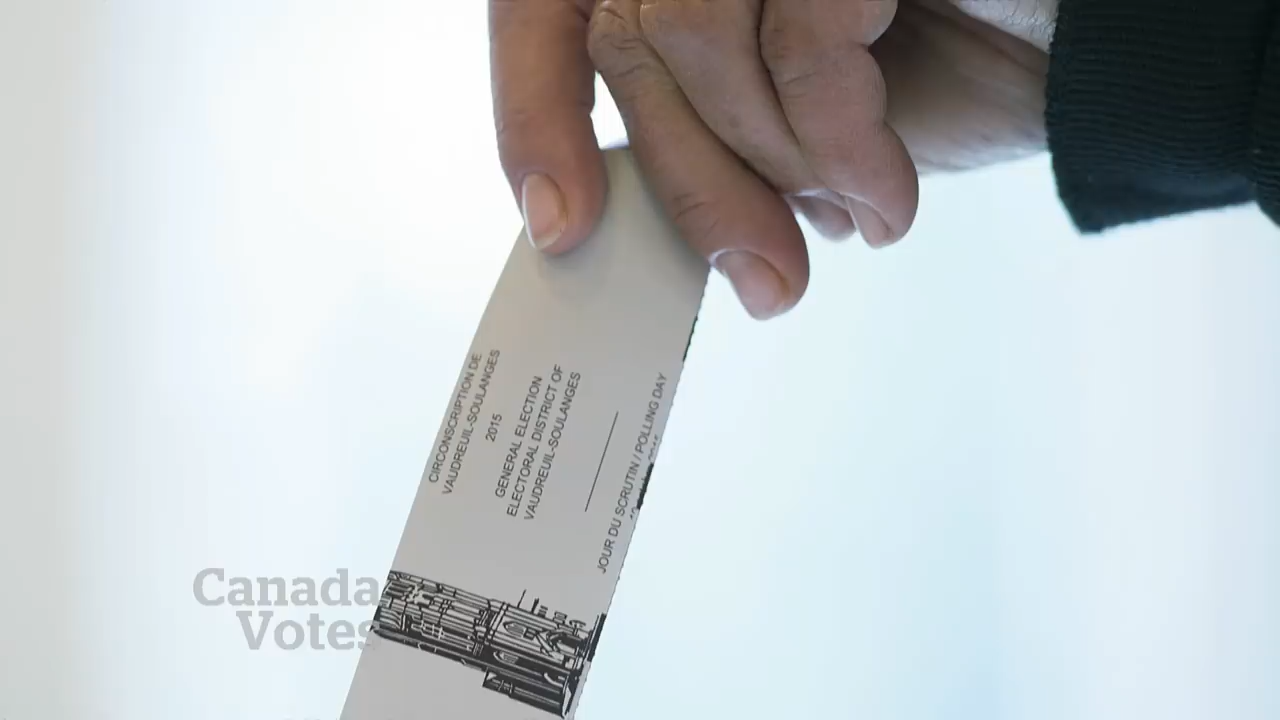 CIRCONSCRIPTION DE
VAUDREUIL-SOULANGES
2015
GENERAL ELECTION
ELECTORAL DISTRICT OF
VAUDREUIL-SOULANGES
JOUR DU SCRUTIN / POLLING DAY
Canada
Votes